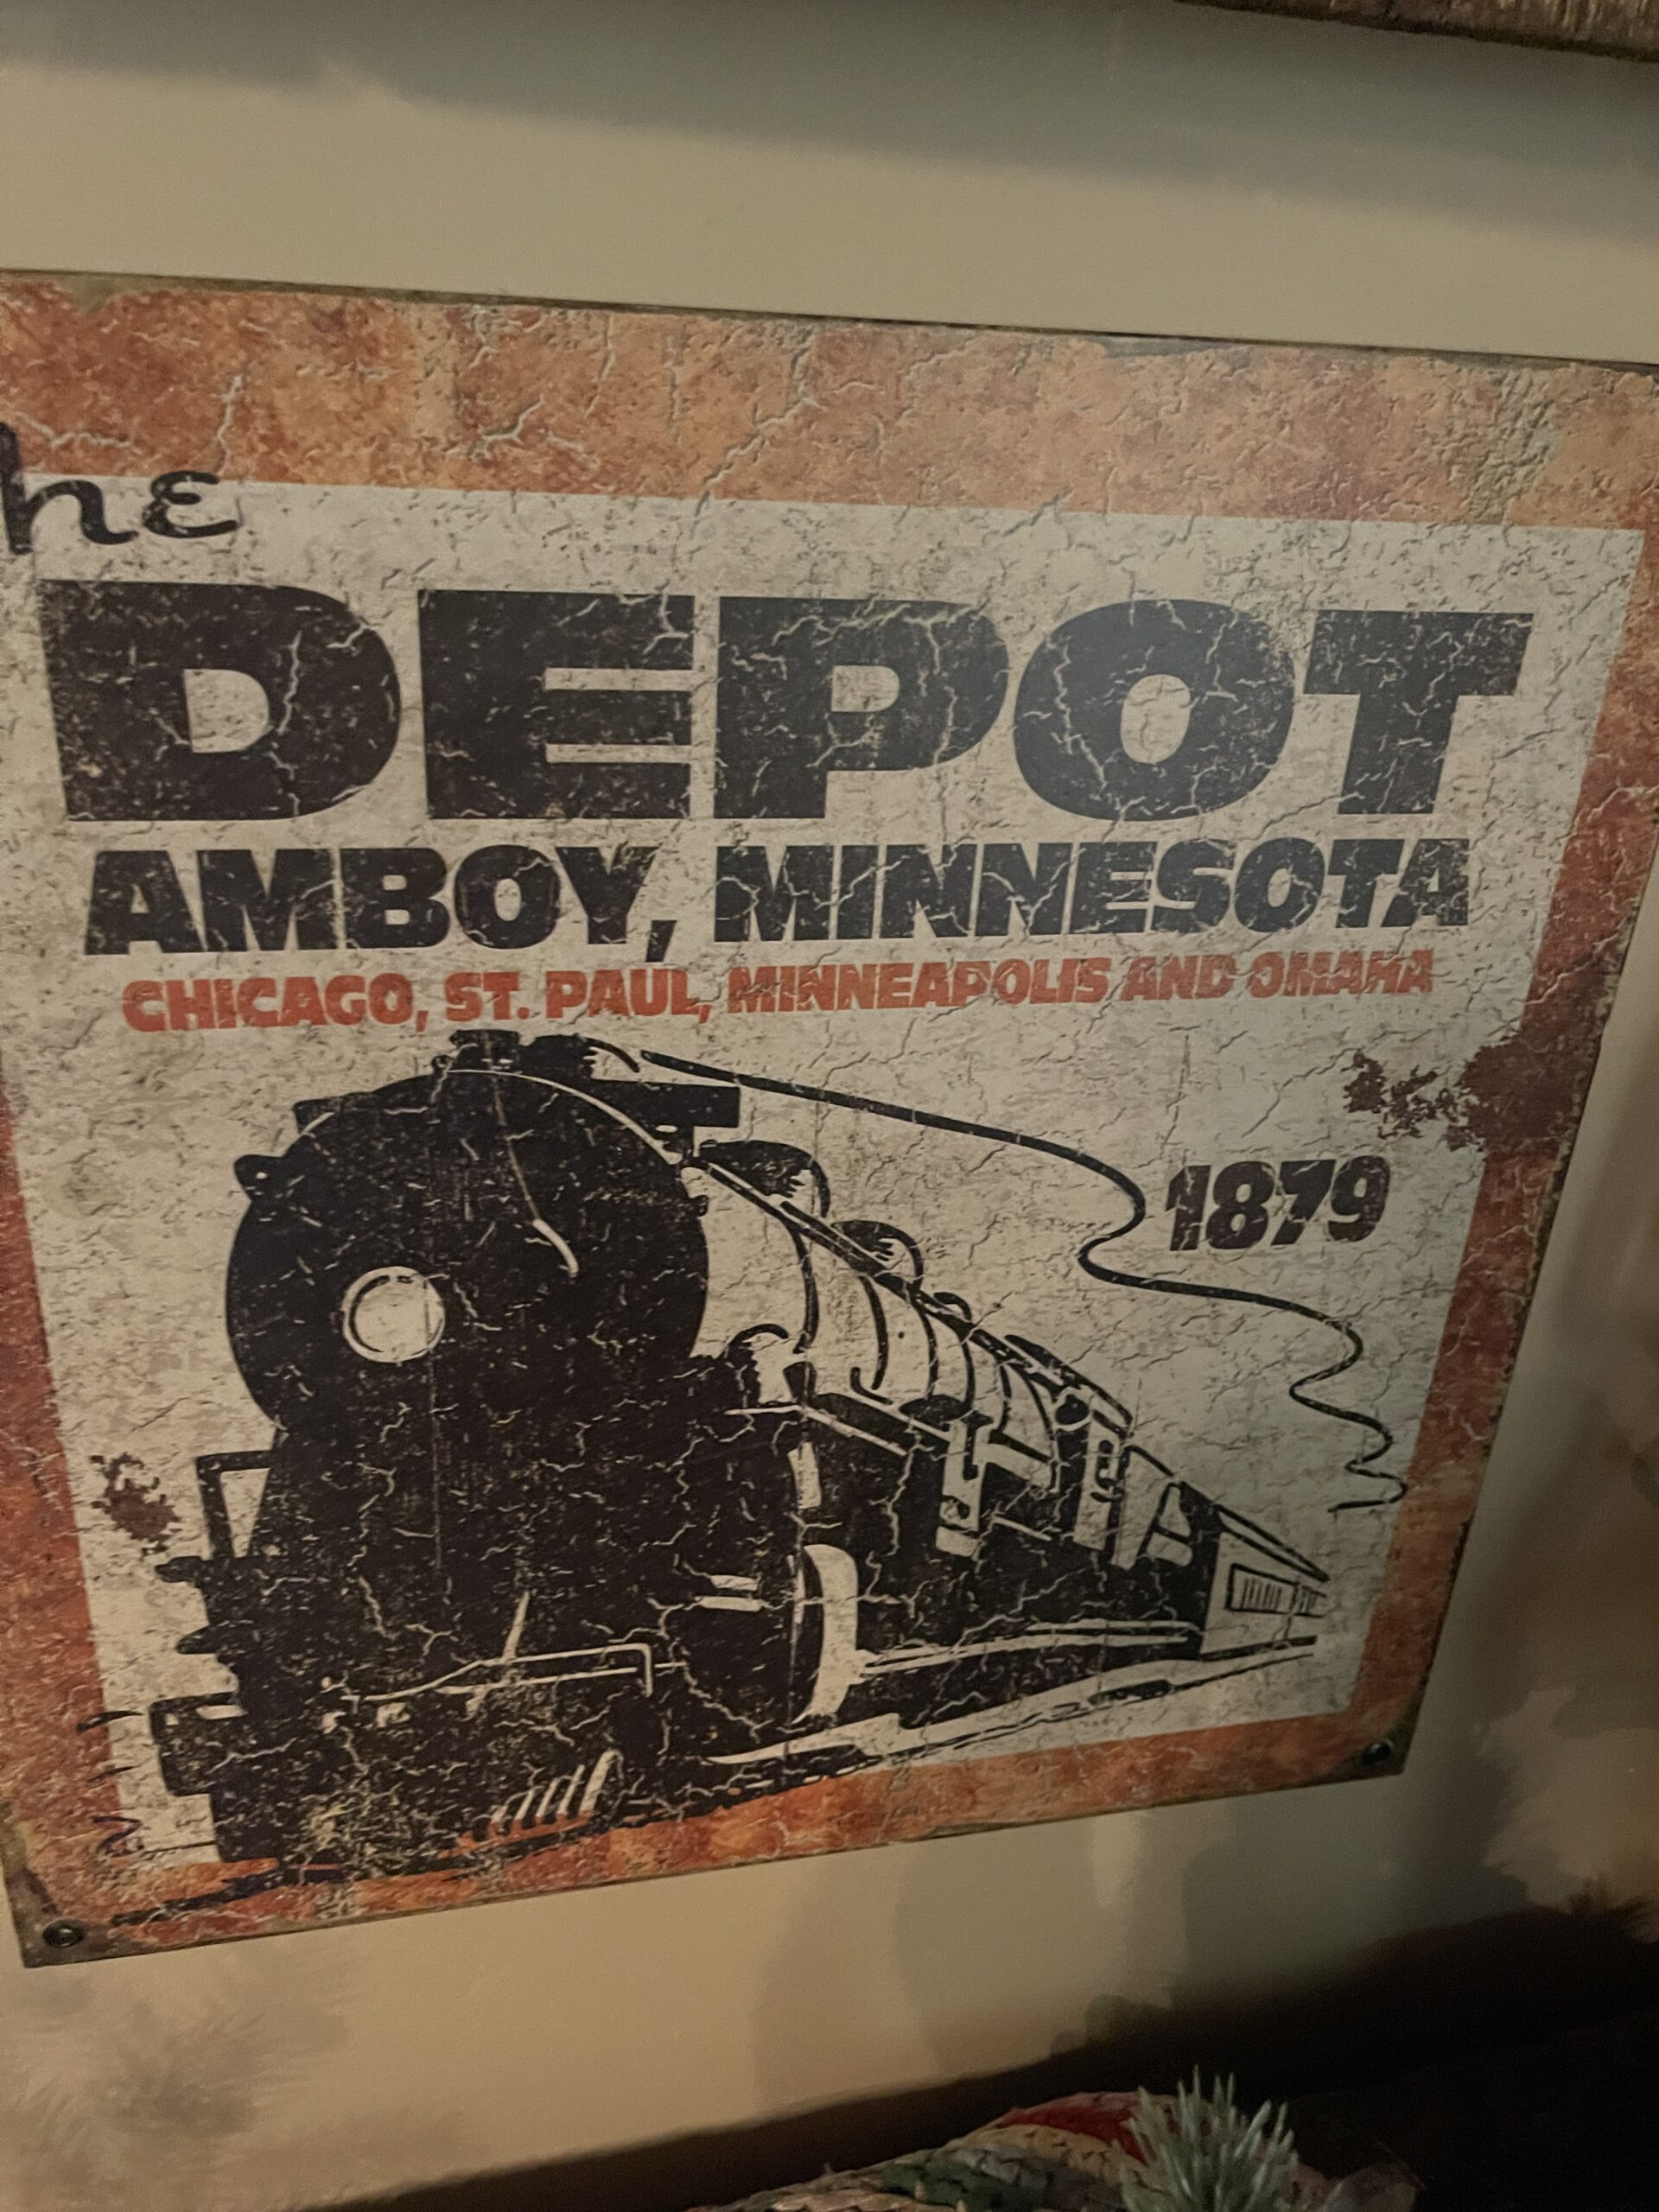 he
DEPOT
AMBOY, MINNESOTA
CHICAGO, ST. PAUL, MINNEAPOLIS AND OMAHA
1879